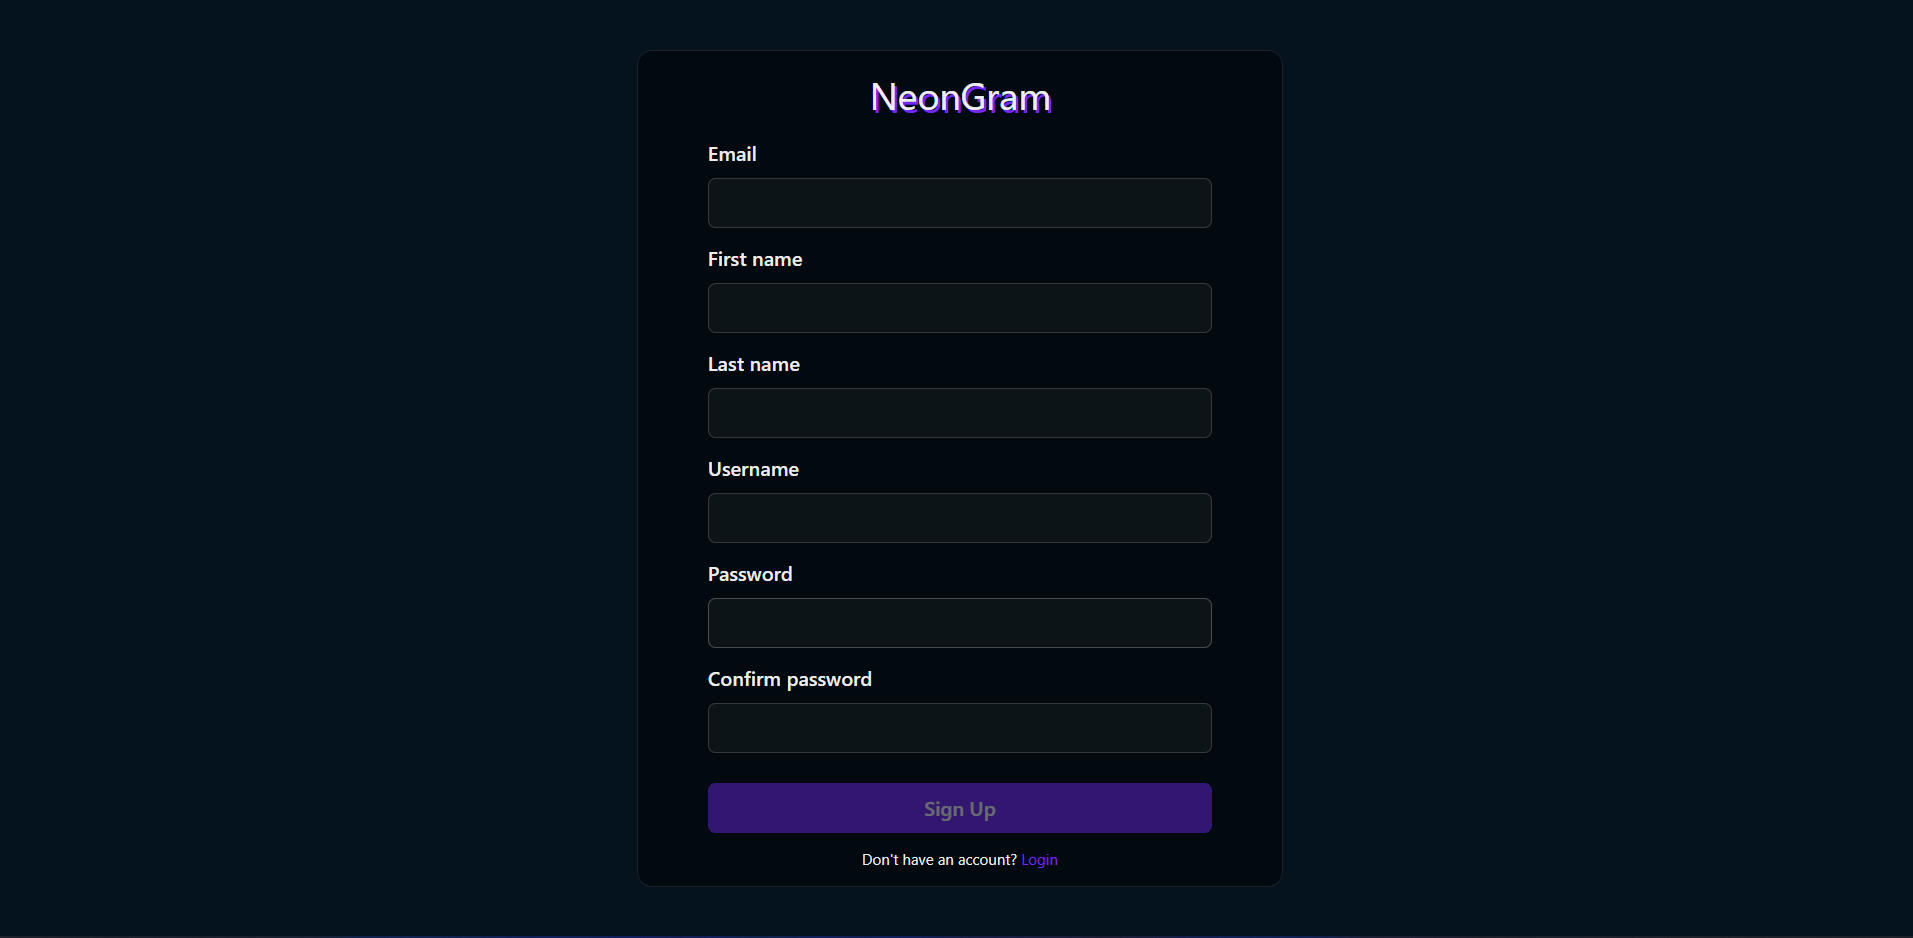 NeonGram
Email
First name
Last name
Username
Password
Confirm password
Sign Up
Don't have an account? Login